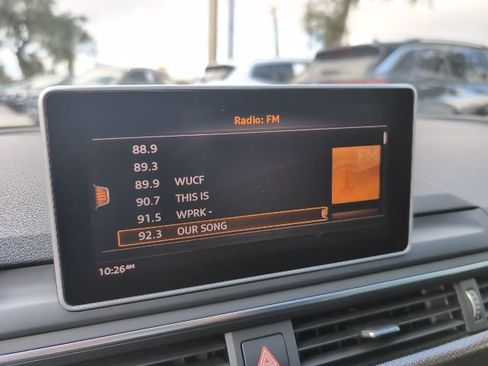 Radio: FM
88.9
89.3
89.9 WUCF
90.7 THIS IS
91.5 WPRK -
92.3 OUR SONG
FM
10:26AM